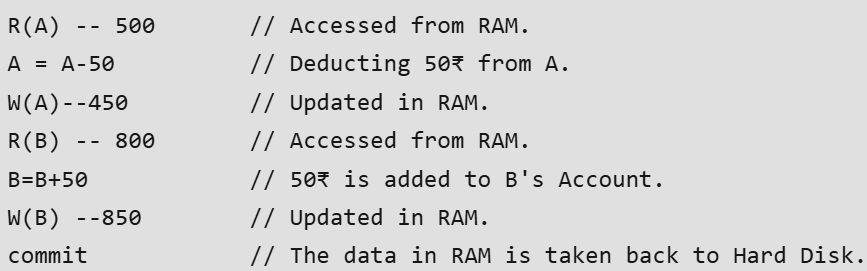 R(A) -- 500       // Accessed from RAM.
A = A-50          // Deducting 50₹ from A.
W(A)--450         // Updated in RAM.
R(B) -- 800       // Accessed from RAM.
B=B+50            // 50₹ is added to B's Account.
W(B) --850        // Updated in RAM.
commit            // The data in RAM is taken back to Hard Disk.